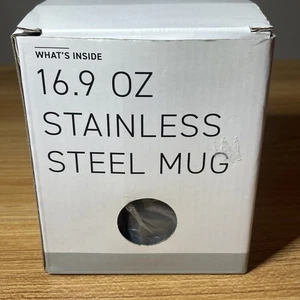 WHAT'S INSIDE
16.9 OZ
STAINLESS
STEEL MUG